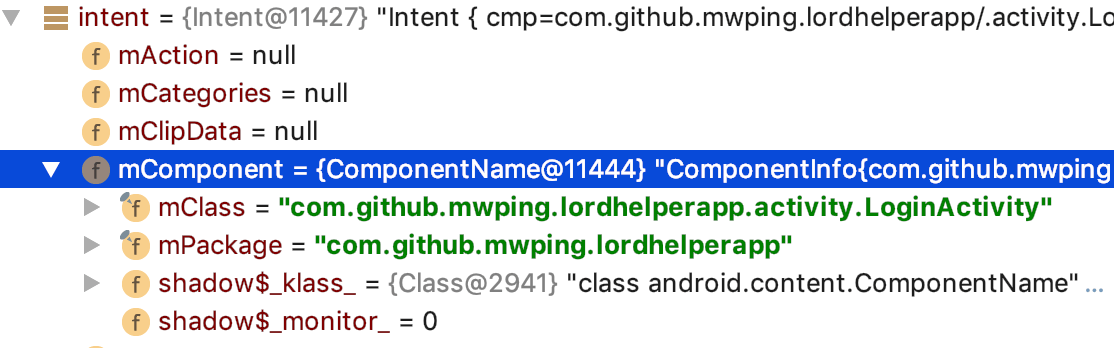 intent = {Intent@11427} "Intent { cmp=com.github.mwping.lordhelperapp/.activity.Lo
f mAction = null
f mCategories = null
f mClipData = null
f mComponent = {ComponentName@11444} "ComponentInfo{com.github.mwping
f mClass = "com.github.mwping.lordhelperapp.activity.LoginActivity"
f mPackage = "com.github.mwping.lordhelperapp"
f shadow$_klass_ = {Class@2941} "class android.content.ComponentName" ...
f shadow$_monitor_ = 0